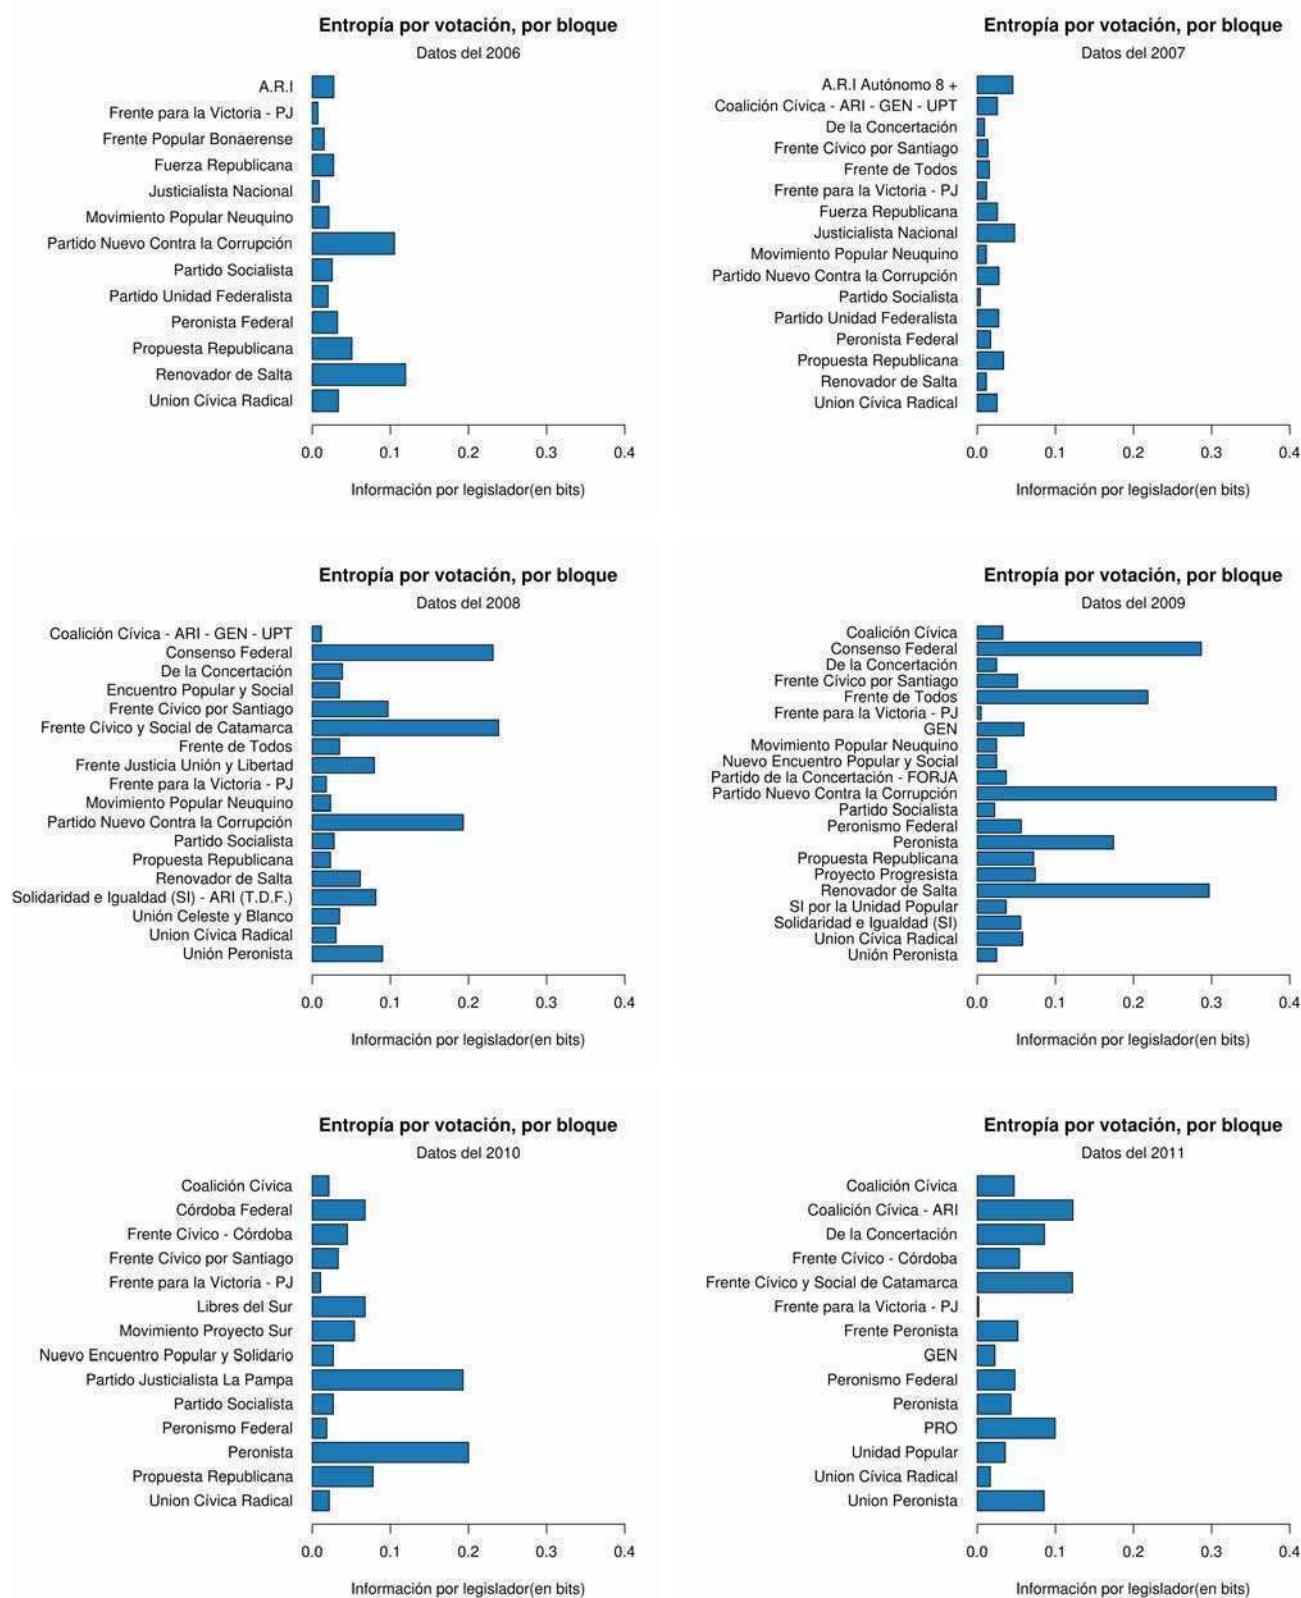 Entropía por votación, por bloque
Datos del 2006
A.R.I
Frente para la Victoria - PJ
Frente Popular Bonaerense
Fuerza Republicana
Justicialista Nacional
Movimiento Popular Neuquino
Partido Nuevo Contra la Corrupción
Partido Socialista
Partido Unidad Federalista
Peronista Federal
Propuesta Republicana
Renovador de Salta
Union Cívica Radical
0.0 0.1 0.2 0.3 0.4
Información por legislador(en bits)
Entropía por votación, por bloque
Datos del 2007
A.R.I Autónomo 8 +
Coalición Cívica - ARI - GEN - UPT
De la Concertación
Frente Cívico por Santiago
Frente de Todos
Frente para la Victoria - PJ
Fuerza Republicana
Justicialista Nacional
Movimiento Popular Neuquino
Partido Nuevo Contra la Corrupción
Partido Socialista
Partido Unidad Federalista
Peronista Federal
Propuesta Republicana
Renovador de Salta
Union Cívica Radical
0.0 0.1 0.2 0.3 0.4
Información por legislador(en bits)
Entropía por votación, por bloque
Datos del 2008
Coalición Cívica - ARI - GEN - UPT
Consenso Federal
De la Concertación
Encuentro Popular y Social
Frente Cívico por Santiago
Frente Cívico y Social de Catamarca
Frente de Todos
Frente Justicia Unión y Libertad
Frente para la Victoria - PJ
Movimiento Popular Neuquino
Partido Nuevo Contra la Corrupción
Partido Socialista
Propuesta Republicana
Renovador de Salta
Solidaridad e Igualdad (SI) - ARI (T.D.F.)
Unión Celeste y Blanco
Union Cívica Radical
Unión Peronista
0.0 0.1 0.2 0.3 0.4
Información por legislador(en bits)
Entropía por votación, por bloque
Datos del 2009
Coalición Cívica
Consenso Federal
De la Concertación
Frente Cívico por Santiago
Frente de Todos
Frente para la Victoria - PJ
GEN
Movimiento Popular Neuquino
Nuevo Encuentro Popular y Social
Partido de la Concertación - FORJA
Partido Nuevo Contra la Corrupción
Partido Socialista
Peronismo Federal
Peronista
Propuesta Republicana
Proyecto Progresista
Renovador de Salta
SI por la Unidad Popular
Solidaridad e Igualdad (SI)
Union Cívica Radical
Unión Peronista
0.0 0.1 0.2 0.3 0.4
Información por legislador(en bits)
Entropía por votación, por bloque
Datos del 2010
Coalición Cívica
Córdoba Federal
Frente Cívico - Córdoba
Frente Cívico por Santiago
Frente para la Victoria - PJ
Libres del Sur
Movimiento Proyecto Sur
Nuevo Encuentro Popular y Solidario
Partido Justicialista La Pampa
Partido Socialista
Peronismo Federal
Peronista
Propuesta Republicana
Union Cívica Radical
0.0 0.1 0.2 0.3 0.4
Información por legislador(en bits)
Entropía por votación, por bloque
Datos del 2011
Coalición Cívica
Coalición Cívica - ARI
De la Concertación
Frente Cívico - Córdoba
Frente Cívico y Social de Catamarca
Frente para la Victoria - PJ
Frente Peronista
GEN
Peronismo Federal
Peronista
PRO
Unidad Popular
Union Cívica Radical
Union Peronista
0.0 0.1 0.2 0.3 0.4
Información por legislador(en bits)